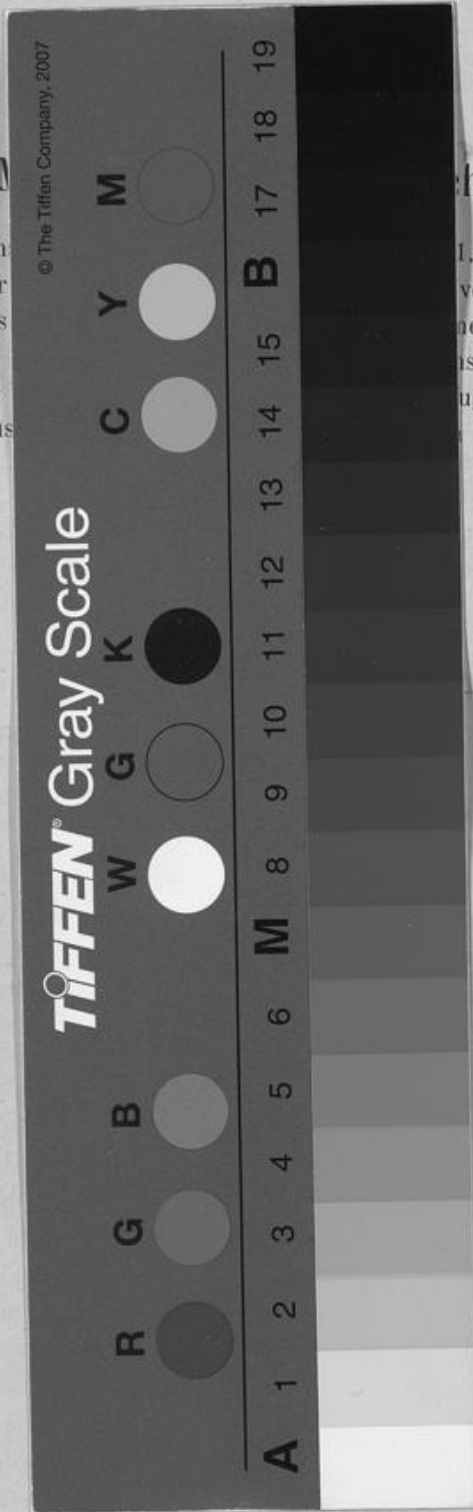 © The Tiffen Company, 2007
TIFFEN® Gray Scale
R G B W G K C Y M
A 1 2 3 4 5 6 M 8 9 10 11 12 13 14 15 B 17 18 19